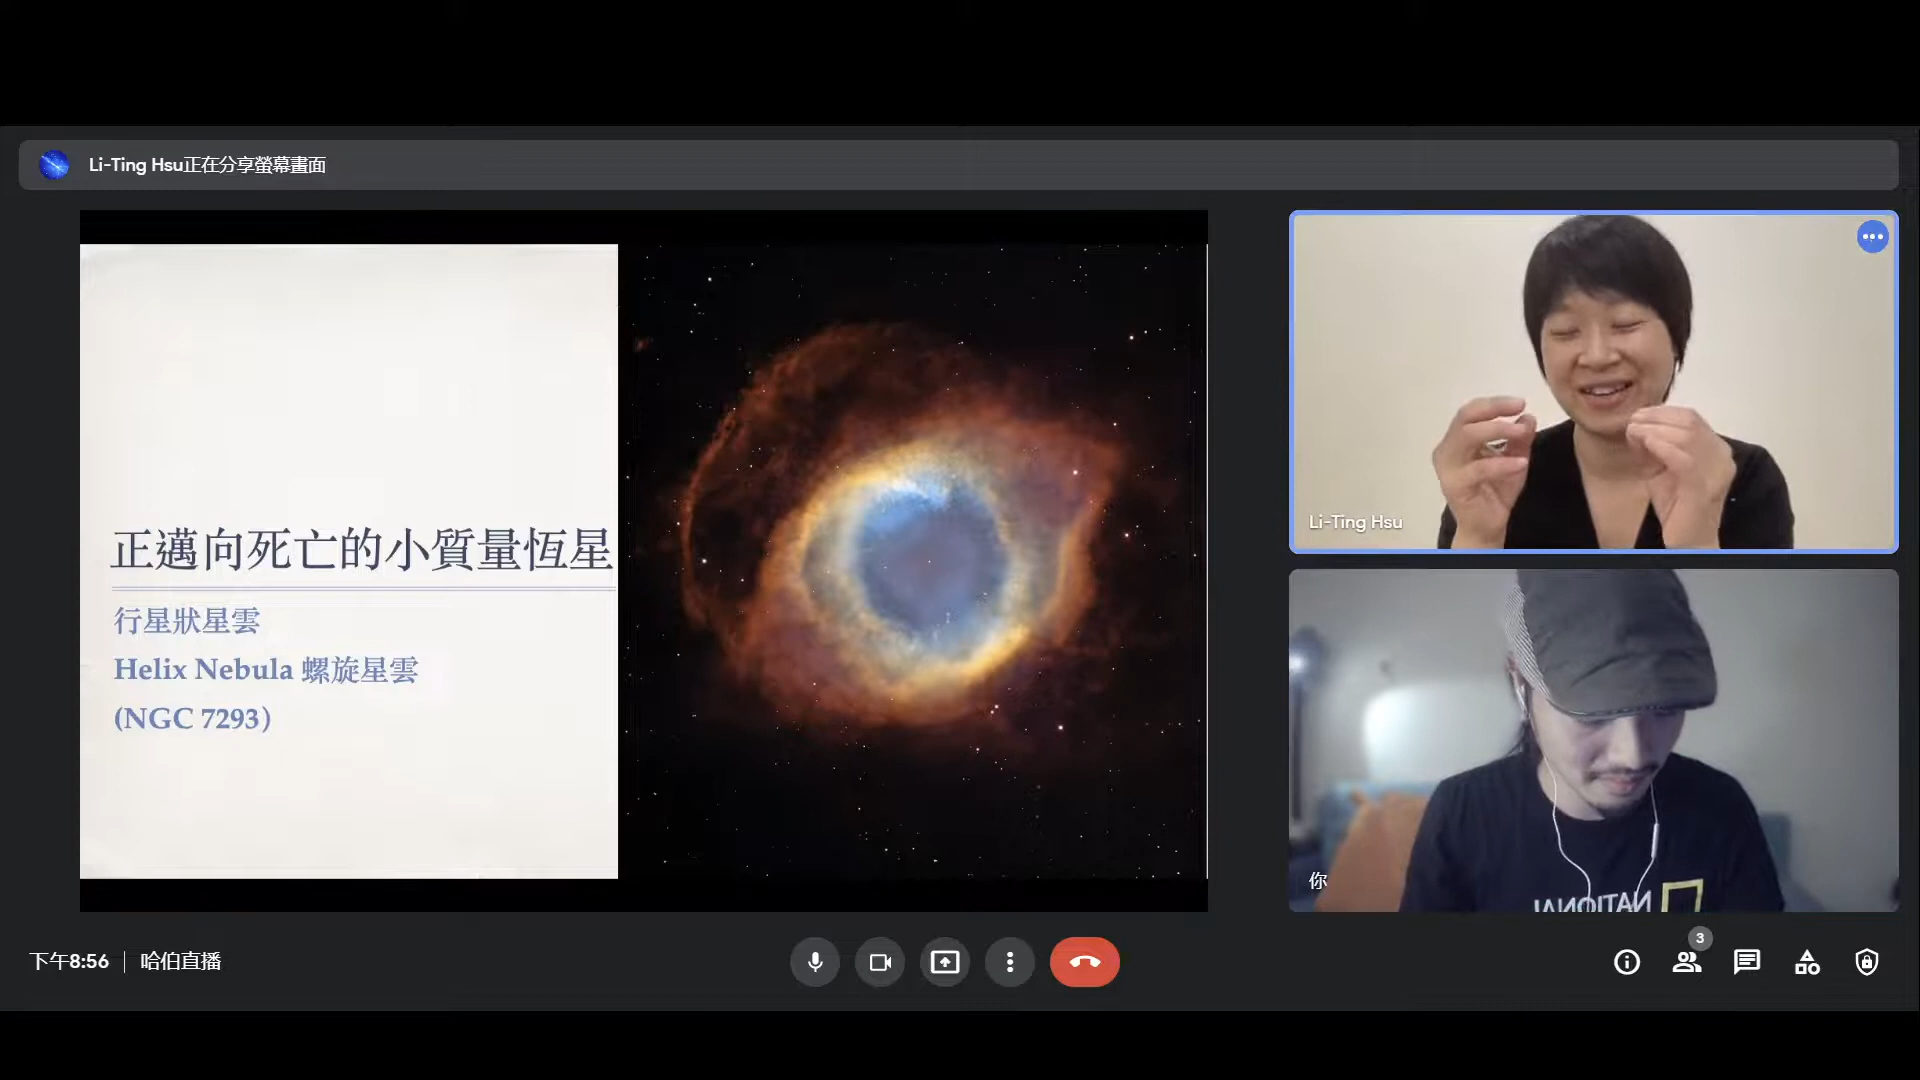 Li-Ting Hsu正在分享螢幕畫面
正邁向死亡的小質量恆星
行星狀星雲
Helix Nebula 螺旋星雲
(NGC 7293)
Li-Ting Hsu
你
NATIONAL
下午8:56 哈伯直播
3